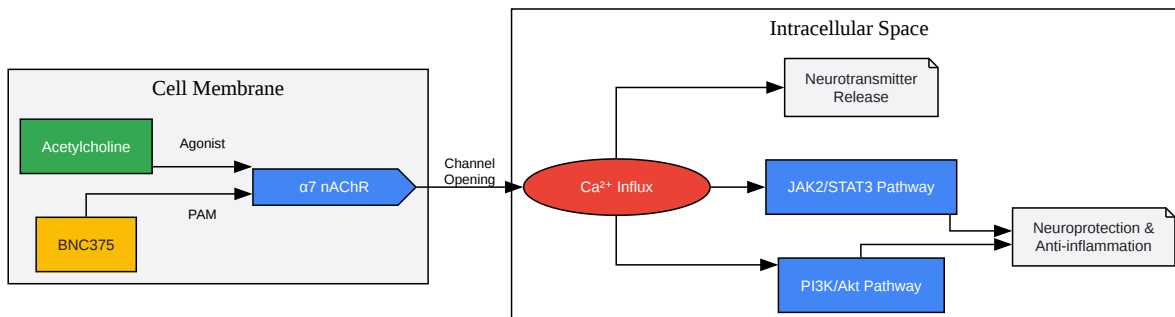 Cell Membrane
Acetylcholine
Agonist
α7 nAChR
PAM
BNC375
Channel
Opening
Intracellular Space
Ca²⁺ Influx
Neurotransmitter
Release
JAK2/STAT3 Pathway
PI3K/Akt Pathway
Neuroprotection &
Anti-inflammation